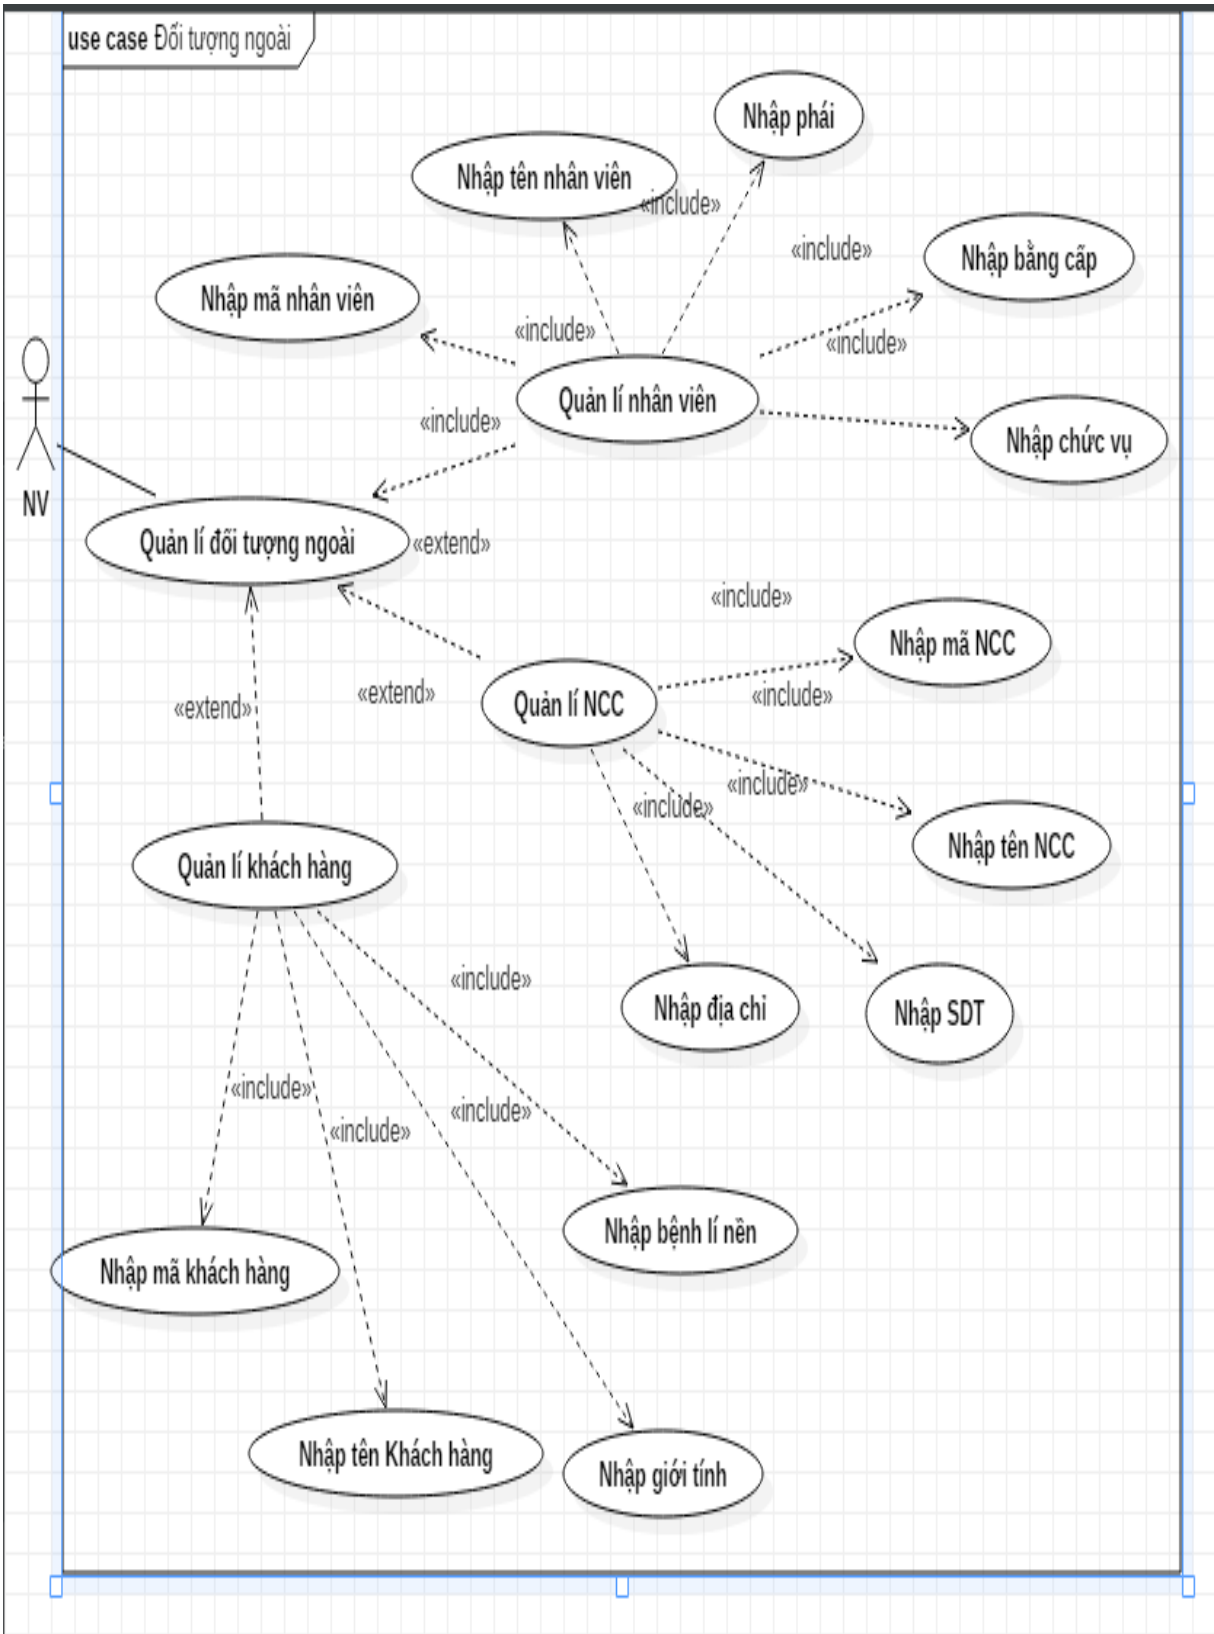 use case Đối tượng ngoài
Nhập phái
Nhập tên nhân viên
«include»
«include»
Nhập bằng cấp
Nhập mã nhân viên
«include»
«include»
Quản lí nhân viên
«include»
Nhập chức vụ
NV
Quản lí đối tượng ngoài
«extend»
«include»
Nhập mã NCC
«extend»
«extend»
Quản lí NCC
«include»
«include»
«include»
Nhập tên NCC
Quản lí khách hàng
«include»
Nhập địa chỉ
Nhập SDT
«include»
«include»
«include»
Nhập bệnh lí nền
Nhập mã khách hàng
Nhập tên Khách hàng
Nhập giới tính